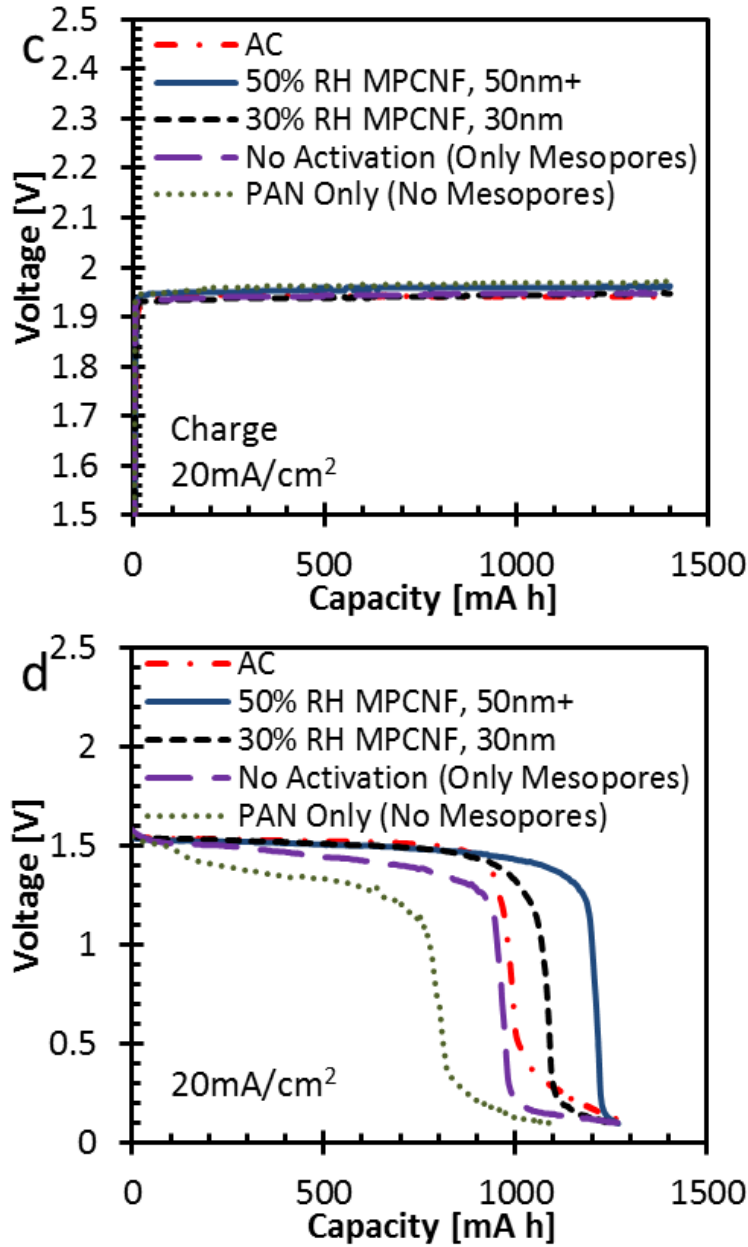 c
2.5
2.4
2.3
2.2
2.1
2
1.9
1.8
1.7
1.6
1.5
Voltage [V]
AC
50% RH MPCNF, 50nm+
30% RH MPCNF, 30nm
No Activation (Only Mesopores)
PAN Only (No Mesopores)
Charge
20mA/cm²
0 500 1000 1500
Capacity [mA h]
d
2.5
2
1.5
1
0.5
0
Voltage [V]
AC
50% RH MPCNF, 50nm+
30% RH MPCNF, 30nm
No Activation (Only Mesopores)
PAN Only (No Mesopores)
20mA/cm²
0 500 1000 1500
Capacity [mA h]